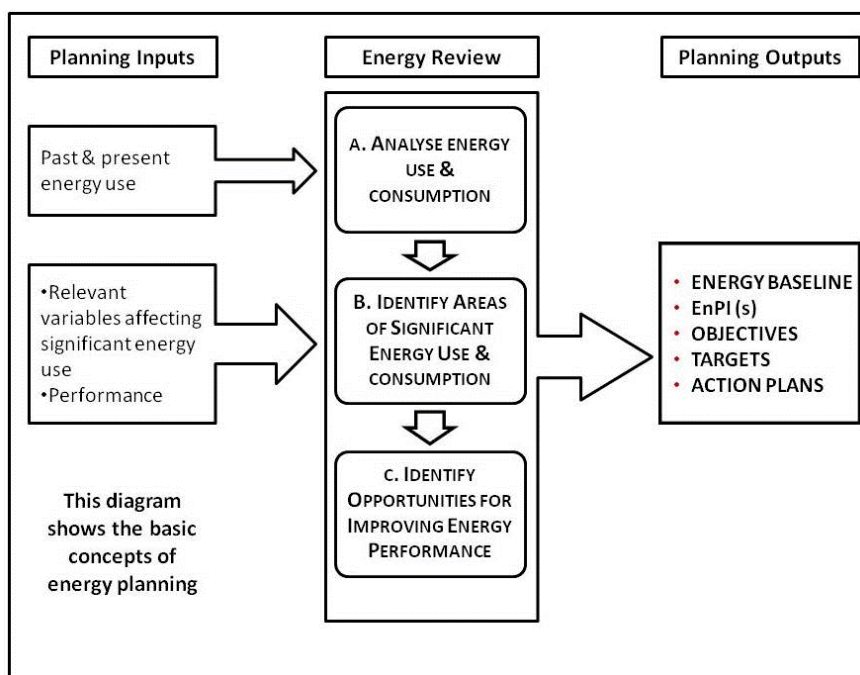 Planning Inputs
Energy Review
Planning Outputs
Past & present
energy use
•Relevant
variables affecting
significant energy
use
•Performance
This diagram
shows the basic
concepts of
energy planning
A. ANALYSE ENERGY
USE &
CONSUMPTION
B. IDENTIFY AREAS
OF SIGNIFICANT
ENERGY USE &
CONSUMPTION
C. IDENTIFY
OPPORTUNITIES FOR
IMPROVING ENERGY
PERFORMANCE
• ENERGY BASELINE
• EnPI (s)
• OBJECTIVES
• TARGETS
• ACTION PLANS